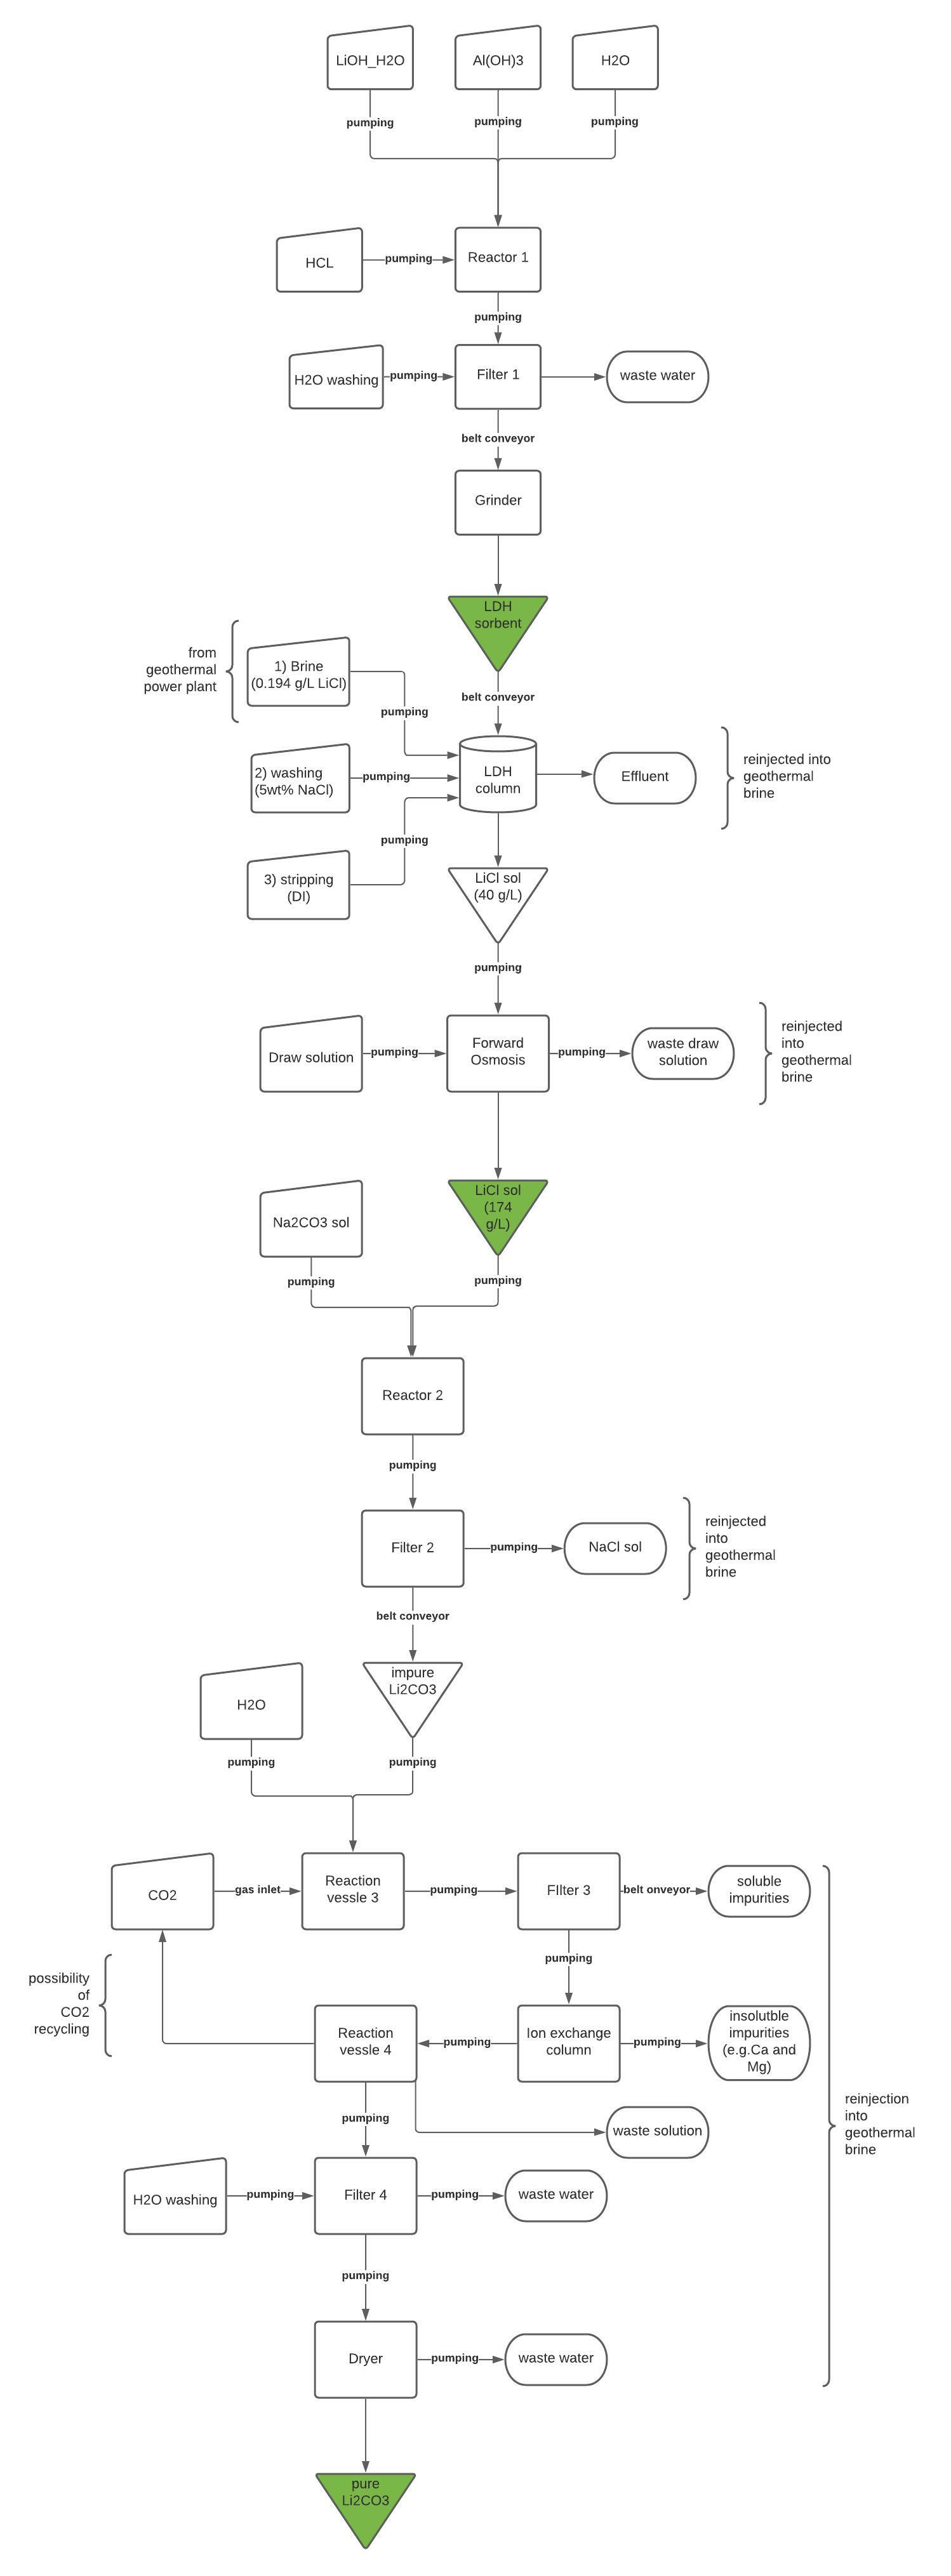 LiOH_H2O
Al(OH)3
H2O
pumping
pumping
pumping
HCL
pumping
Reactor 1
pumping
H2O washing
pumping
Filter 1
waste water
belt conveyor
Grinder
LDH
sorbent
from
geothermal
power plant
1) Brine
(0.194 g/L LiCl)
belt conveyor
pumping
2) washing
(5wt% NaCl)
pumping
LDH
column
Effluent
reinjected into
geothermal
brine
pumping
3) stripping
(DI)
LiCl sol
(40 g/L)
pumping
Draw solution
pumping
Forward
Osmosis
pumping
waste draw
solution
reinjected
into
geothermal
brine
Na2CO3 sol
LiCl sol
(174
g/L)
pumping
pumping
Reactor 2
pumping
Filter 2
pumping
NaCl sol
reinjected
into
geothermal
brine
belt conveyor
H2O
impure
Li2CO3
pumping
pumping
CO2
gas inlet
Reaction
vessle 3
pumping
FIlter 3
belt onveyor
soluble
impurities
pumping
possibility
of
CO2
recycling
Reaction
vessle 4
pumping
Ion exchange
column
pumping
insolutble
impurities
(e.g.Ca and
Mg)
reinjection
into
geothermal
brine
pumping
waste solution
H2O washing
pumping
Filter 4
pumping
waste water
pumping
Dryer
pumping
waste water
pure
Li2CO3